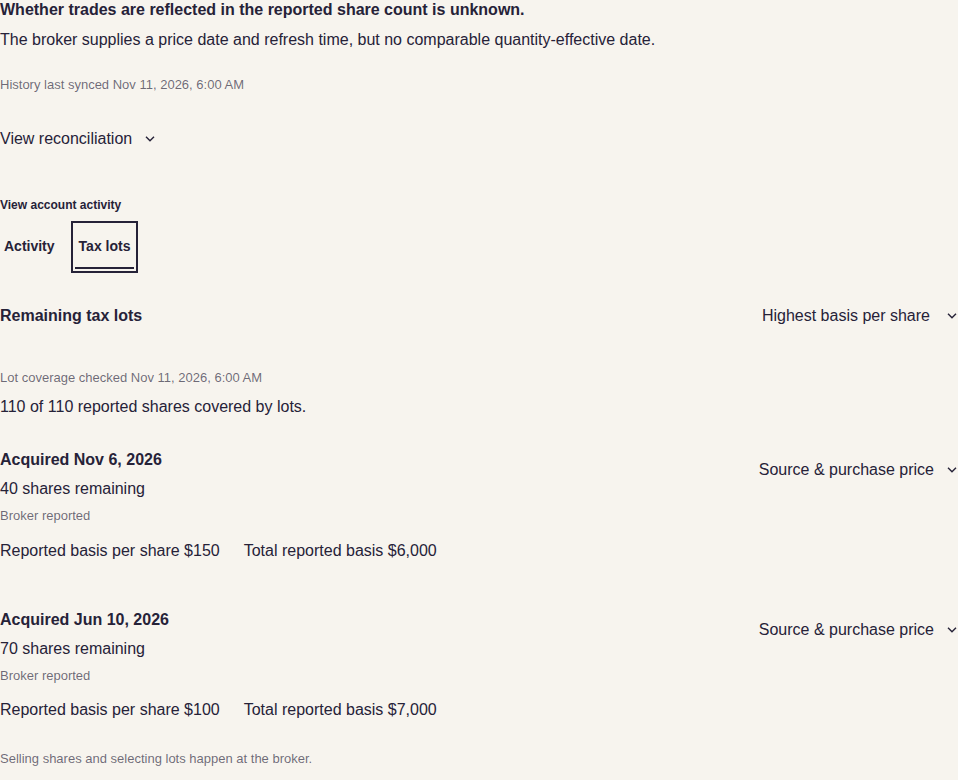 Whether trades are reflected in the reported share count is unknown.
The broker supplies a price date and refresh time, but no comparable quantity-effective date.
History last synced Nov 11, 2026, 6:00 AM
View reconciliation
View account activity
Activity
Tax lots
Remaining tax lots
Highest basis per share
Lot coverage checked Nov 11, 2026, 6:00 AM
110 of 110 reported shares covered by lots.
Acquired Nov 6, 2026
Source & purchase price
40 shares remaining
Broker reported
Reported basis per share $150
Total reported basis $6,000
Acquired Jun 10, 2026
Source & purchase price
70 shares remaining
Broker reported
Reported basis per share $100
Total reported basis $7,000
Selling shares and selecting lots happen at the broker.